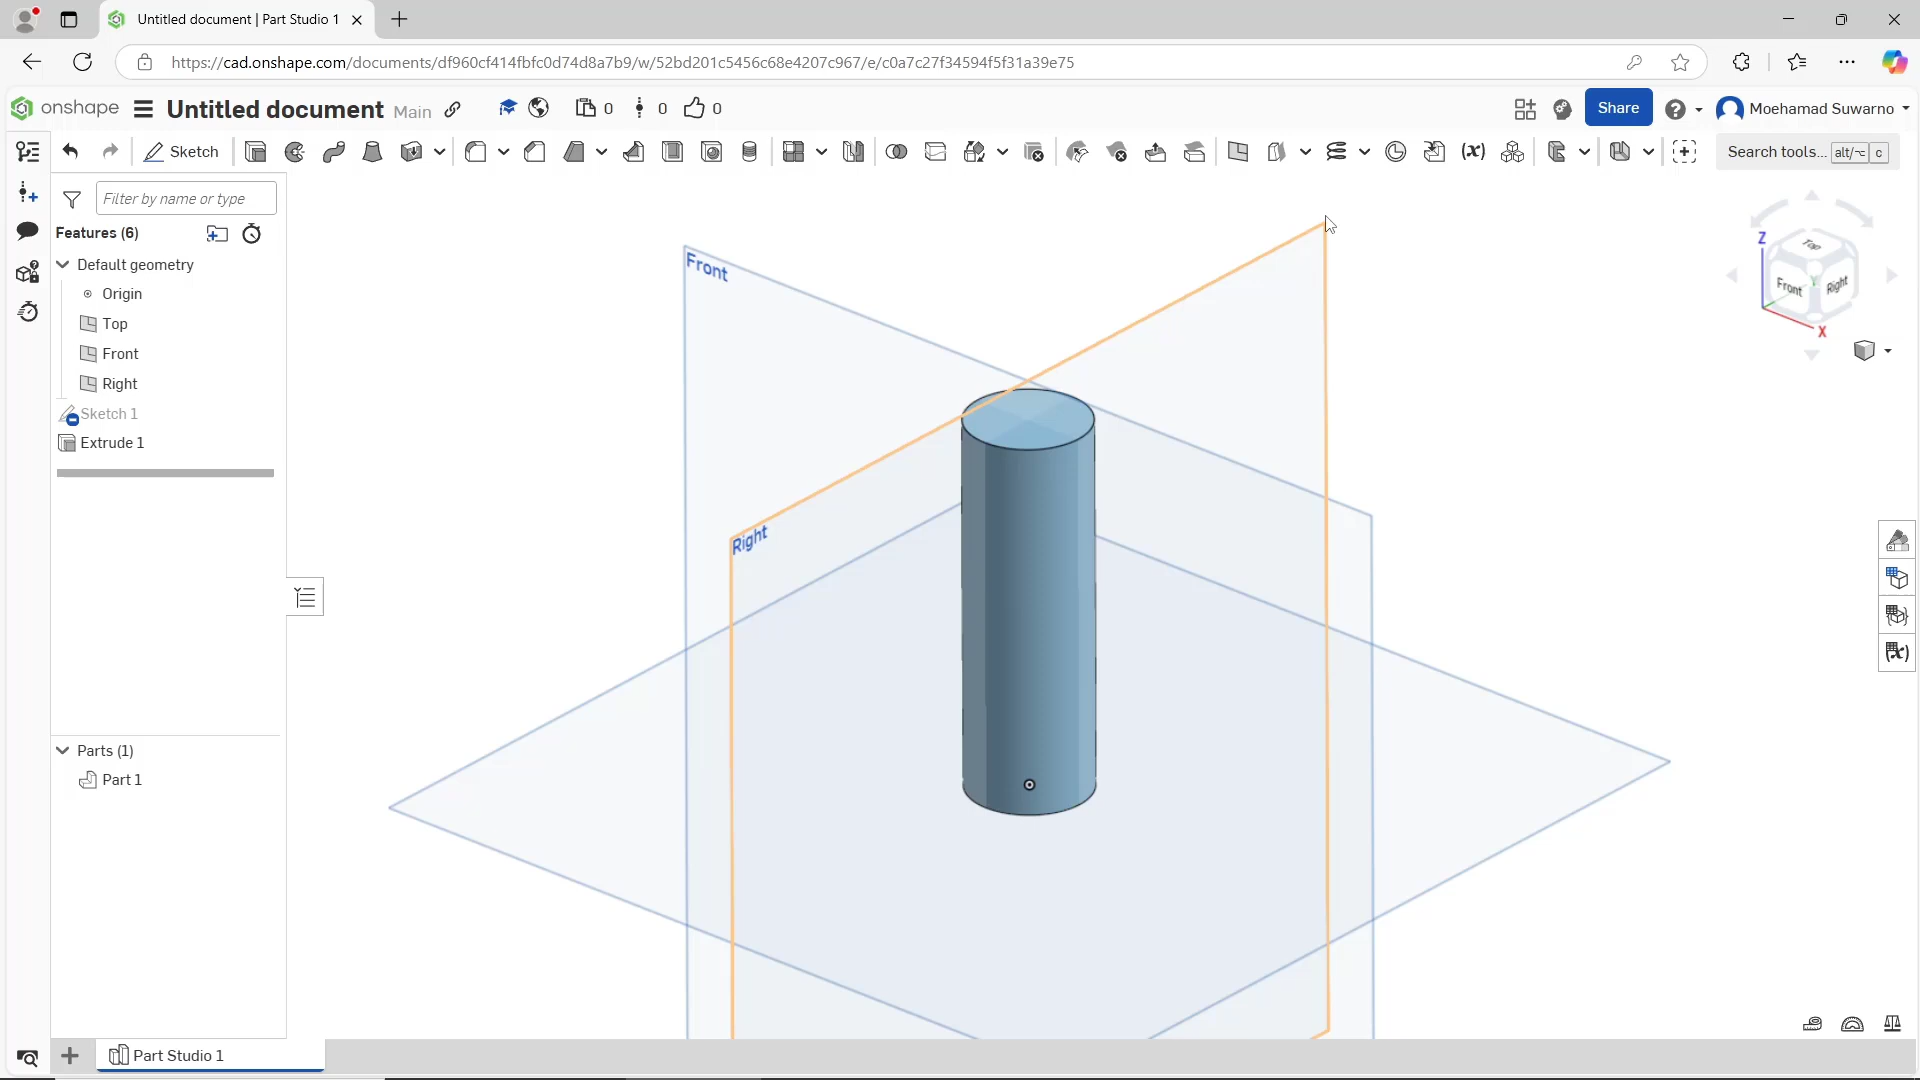 Untitled document | Part Studio 1
https://cad.onshape.com/documents/df960cf414fbfc0d74d8a7b9/w/52bd201c5456c68e4207c967/e/c0a7c27f34594f5f31a39e75
onshape Untitled document Main 0 0 0 Share Moehamad Suwarno
Sketch Search tools... alt/⌥ c
Filter by name or type
Features (6)
Default geometry
Origin
Top
Front
Right
Sketch 1
Extrude 1
Parts (1)
Part 1
Front
Right
Z
Top
Front
Y
Right
X
Part Studio 1